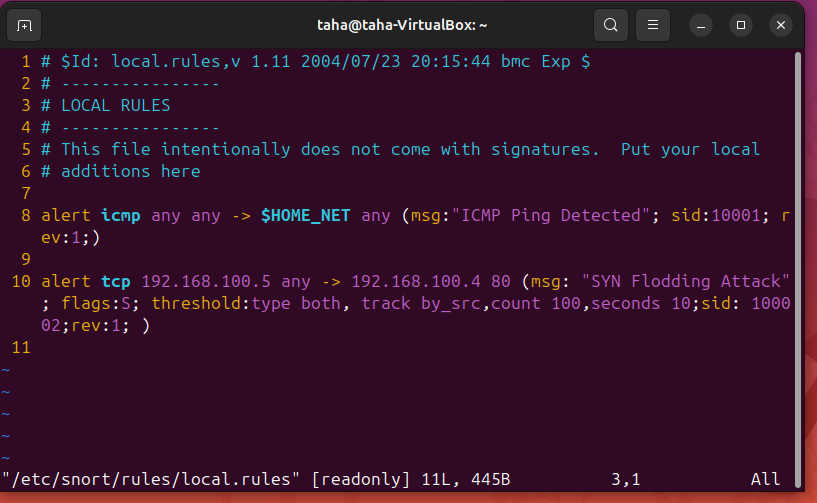 taha@taha-VirtualBox: ~
1 # $Id: local.rules,v 1.11 2004/07/23 20:15:44 bmc Exp $
2 # ----------------
3 # LOCAL RULES
4 # ----------------
5 # This file intentionally does not come with signatures.  Put your local
6 # additions here
7
8 alert icmp any any -> $HOME_NET any (msg:"ICMP Ping Detected"; sid:10001; r
ev:1;)
9
10 alert tcp 192.168.100.5 any -> 192.168.100.4 80 (msg: "SYN Flodding Attack"
; flags:S; threshold:type both, track by_src,count 100,seconds 10;sid: 100
02;rev:1; )
11
~
~
~
~
~
"/etc/snort/rules/local.rules" [readonly] 11L, 445B 3,1 All